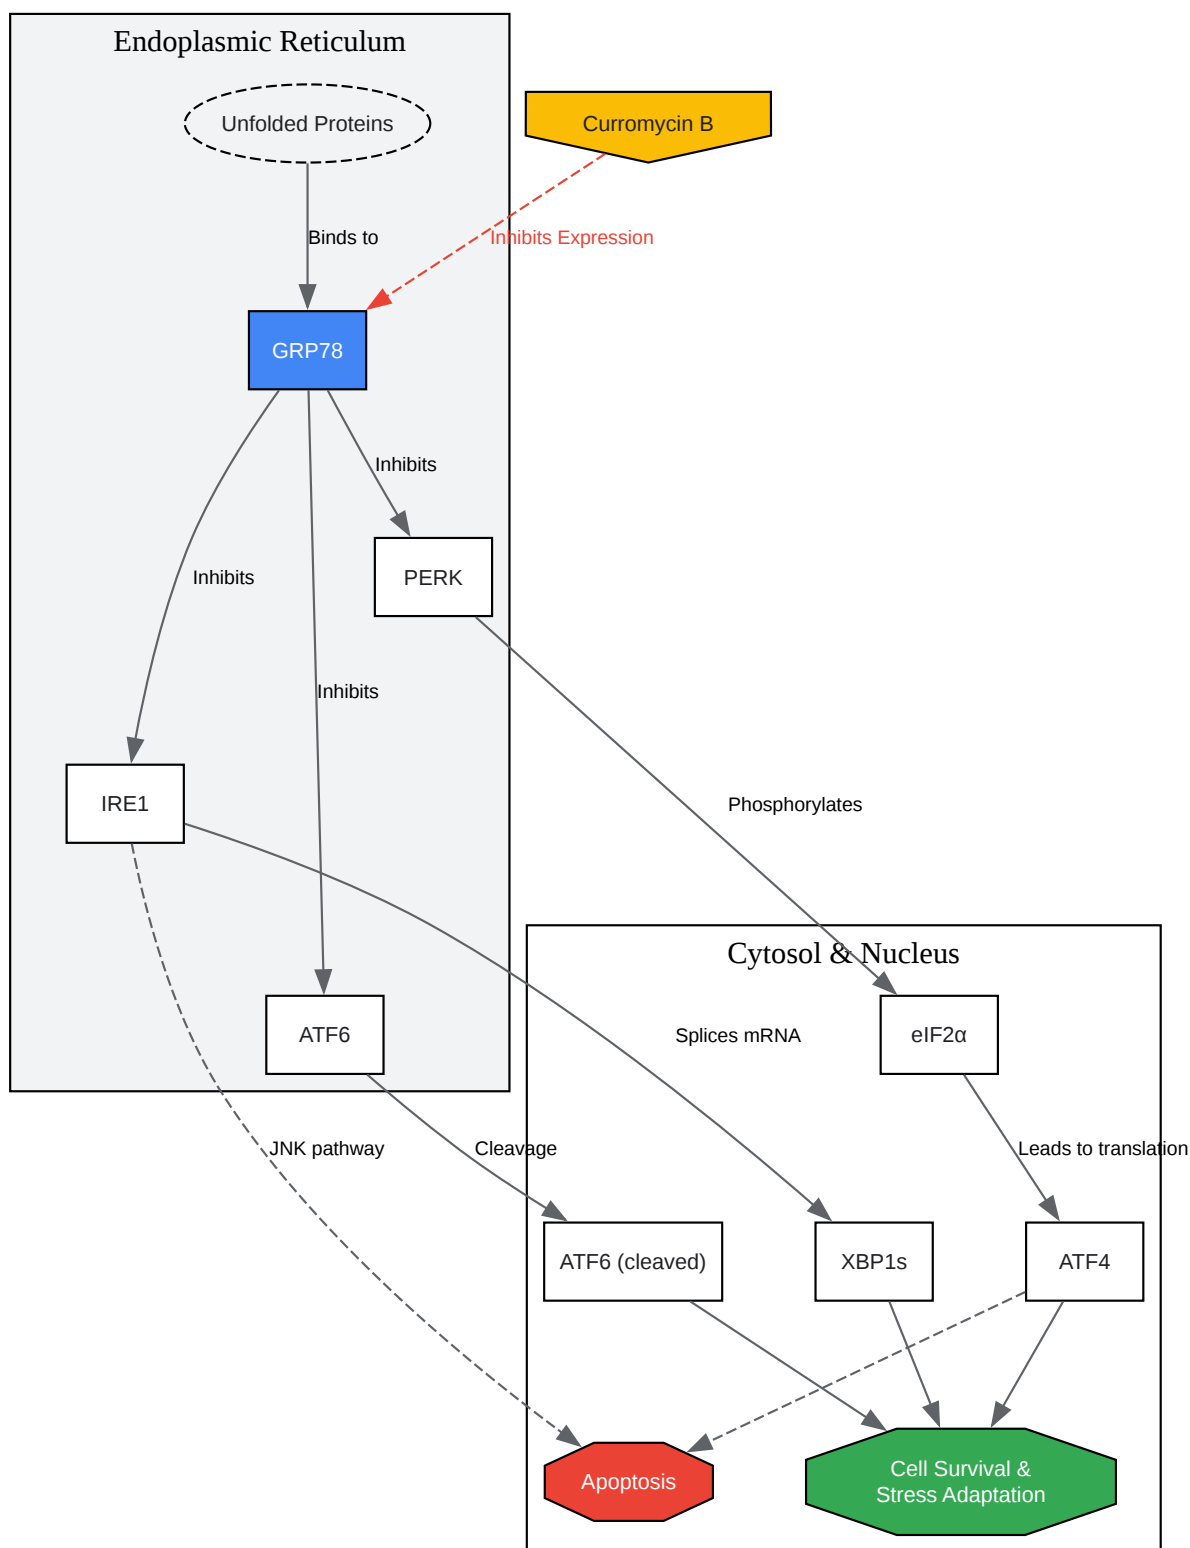 Endoplasmic Reticulum
Unfolded Proteins
Curromycin B
Binds to
Inhibits Expression
GRP78
Inhibits
PERK
Inhibits
Inhibits
IRE1
Phosphorylates
Cytosol & Nucleus
ATF6
Splices mRNA
eIF2α
JNK pathway
Cleavage
Leads to translation
ATF6 (cleaved)
XBP1s
ATF4
Apoptosis
Cell Survival &
Stress Adaptation